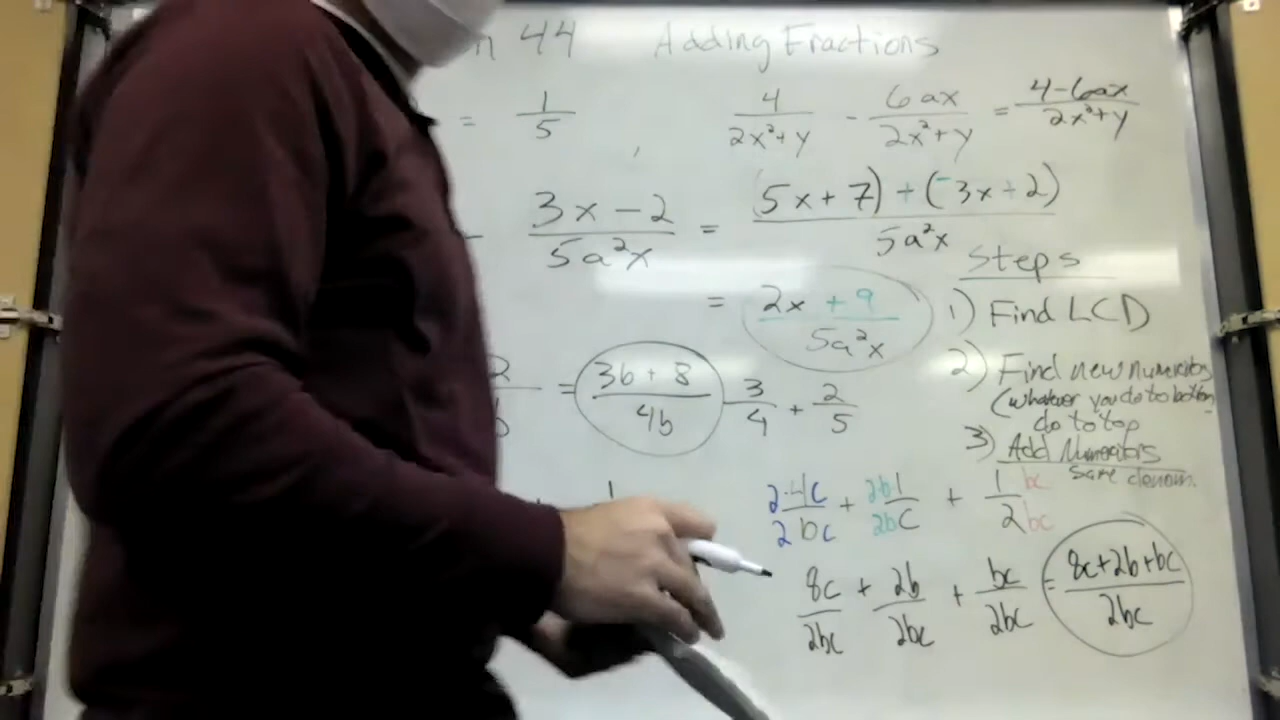 n 44 Adding Fractions
= 1/5
4/(2x²+y) - 6ax/(2x²+y) = (4-6ax)/(2x²+y)
(3x-2)/(5a²x) = ((5x+7)+(-3x+2))/(5a²x)
= (2x+9)/(5a²x)
Steps
1) Find LCD
2) Find new numerators
(whatever you do to bottom
do to top
3) Add Numerators
same denom.
= (3b+8)/4b
3/4 + 2/5
2·4c/2bc + 2b1/2bc + 1bc/2bc
8c/2bc + 2b/2bc + bc/2bc = (8c+2b+bc)/2bc